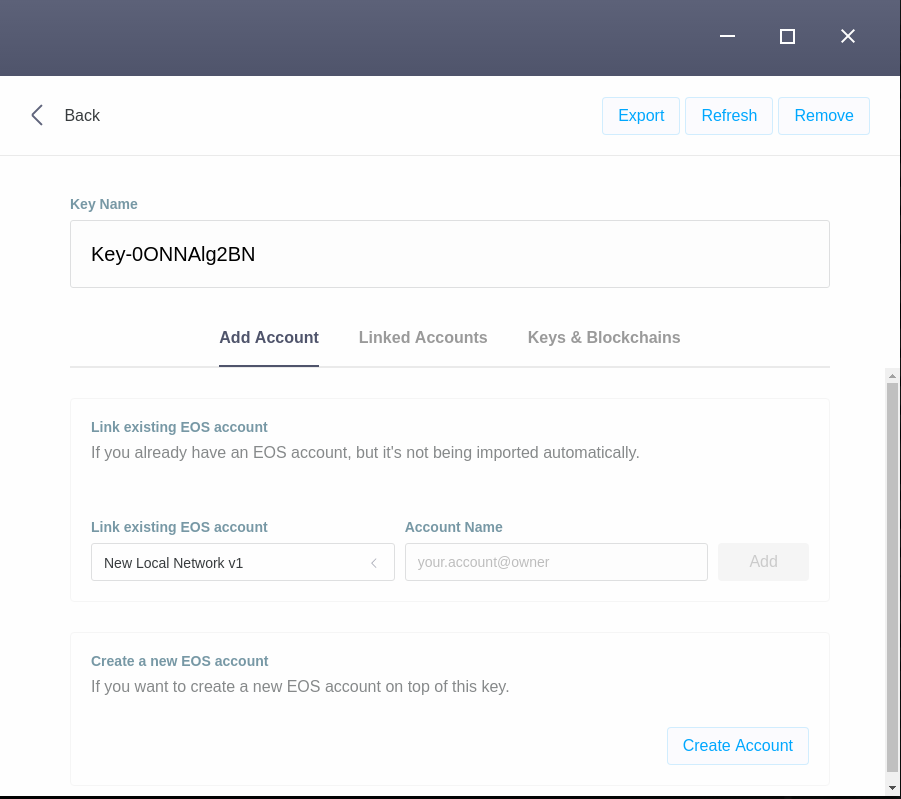 Back
Export
Refresh
Remove
Key Name
Key-0ONNAlg2BN
Add Account
Linked Accounts
Keys & Blockchains
Link existing EOS account
If you already have an EOS account, but it's not being imported automatically.
Link existing EOS account
Account Name
New Local Network v1
your.account@owner
Add
Create a new EOS account
If you want to create a new EOS account on top of this key.
Create Account